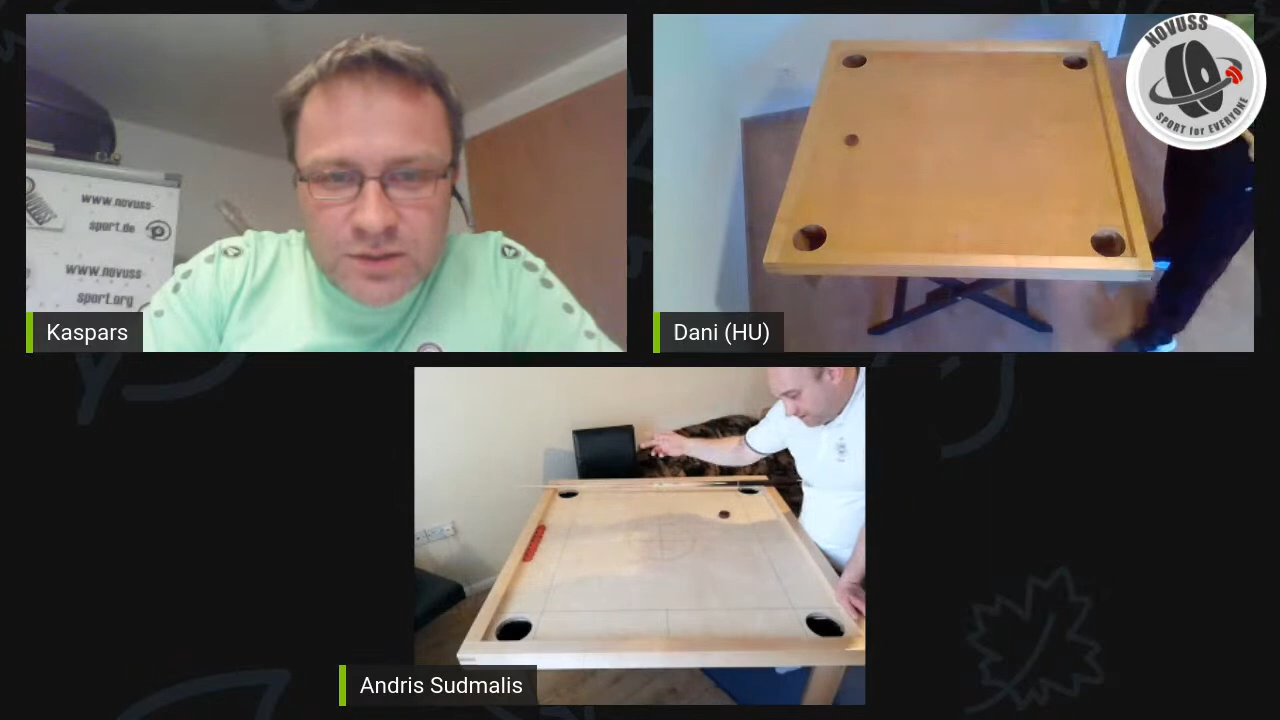 www.novuss-
sport.de
www.novuss-
sport.org
Kaspars
Dani (HU)
NOVUSS
SPORT for EVERYONE
Andris Sudmalis